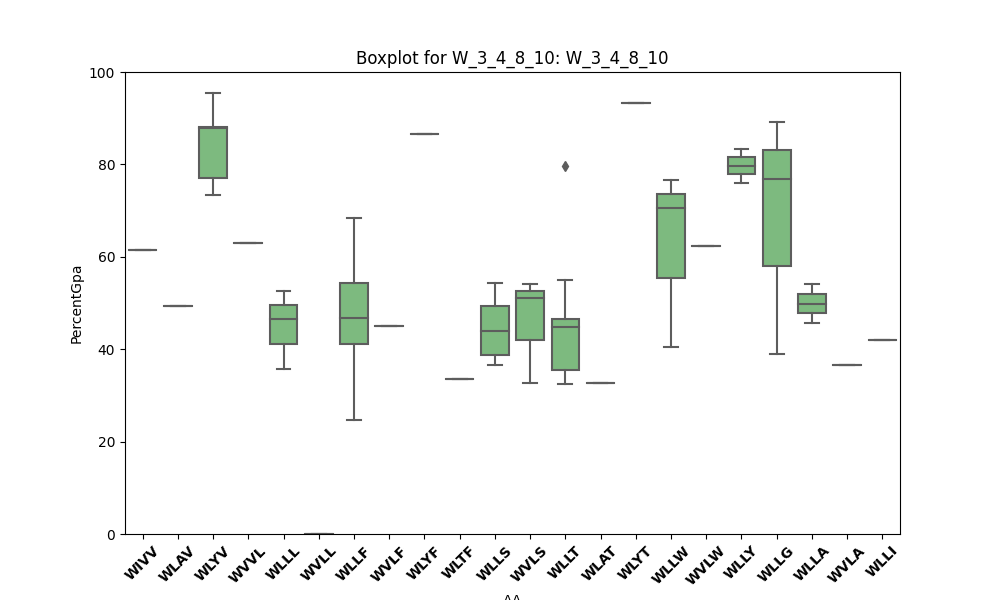 Boxplot for W_3_4_8_10: W_3_4_8_10
100
80
60
40
20
0
PercentGpa
WIVV WLAV WLYV WVVL WLLL WVLL WLLF WVLF WLYF WLTF WLLS WVLS WLLT WLAT WLYT WLLW WVLW WLLY WLLG WLLA WVLA WLLI
AA